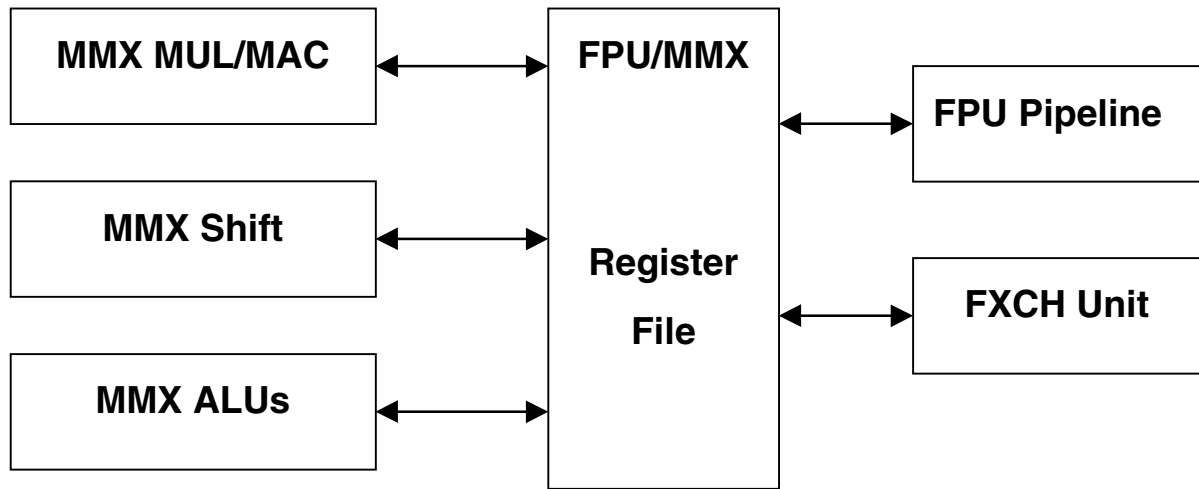 MMX MUL/MAC
MMX Shift
MMX ALUs
FPU/MMX
Register
File
FPU Pipeline
FXCH Unit